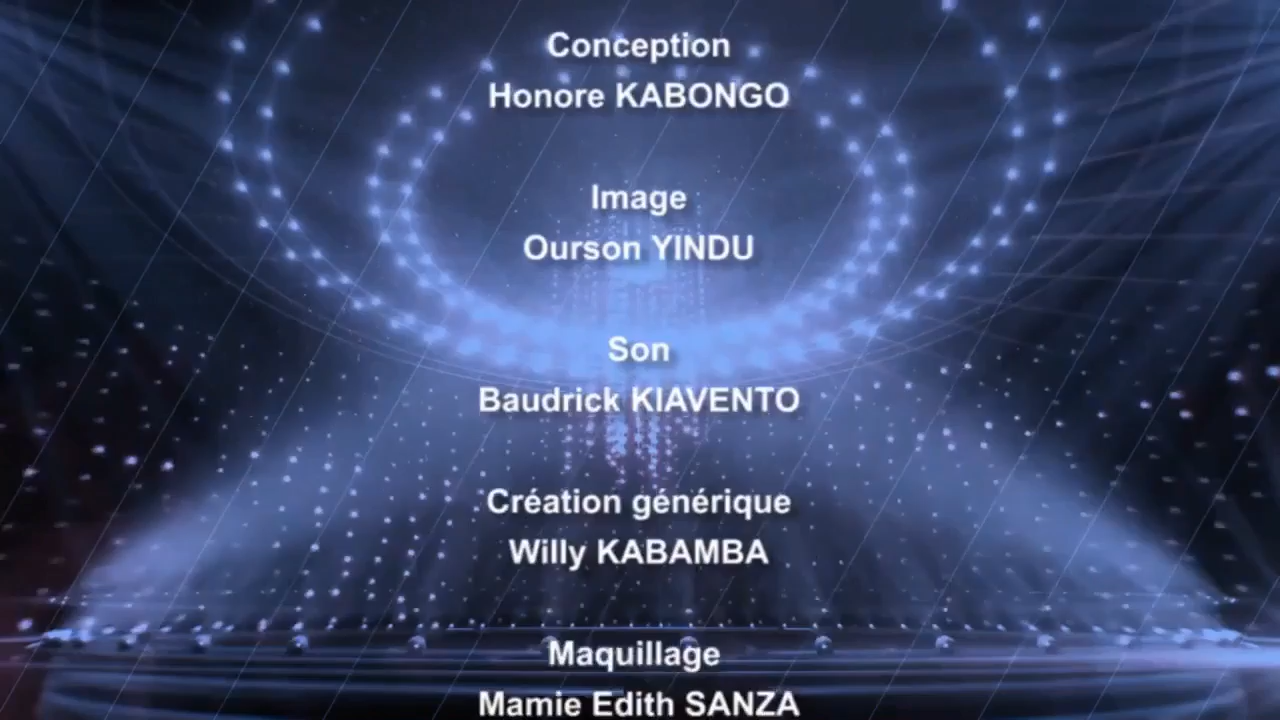 Conception
Honore KABONGO
Image
Ourson YINDU
Son
Baudrick KIAVENTO
Création générique
Willy KABAMBA
Maquillage
Mamie Edith SANZA